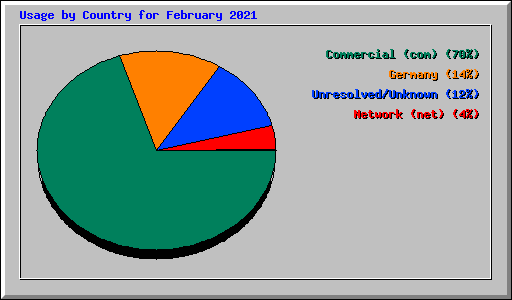 Usage by Country for February 2021
Commercial (com) (70%)
Germany (14%)
Unresolved/Unknown (12%)
Network (net) (4%)